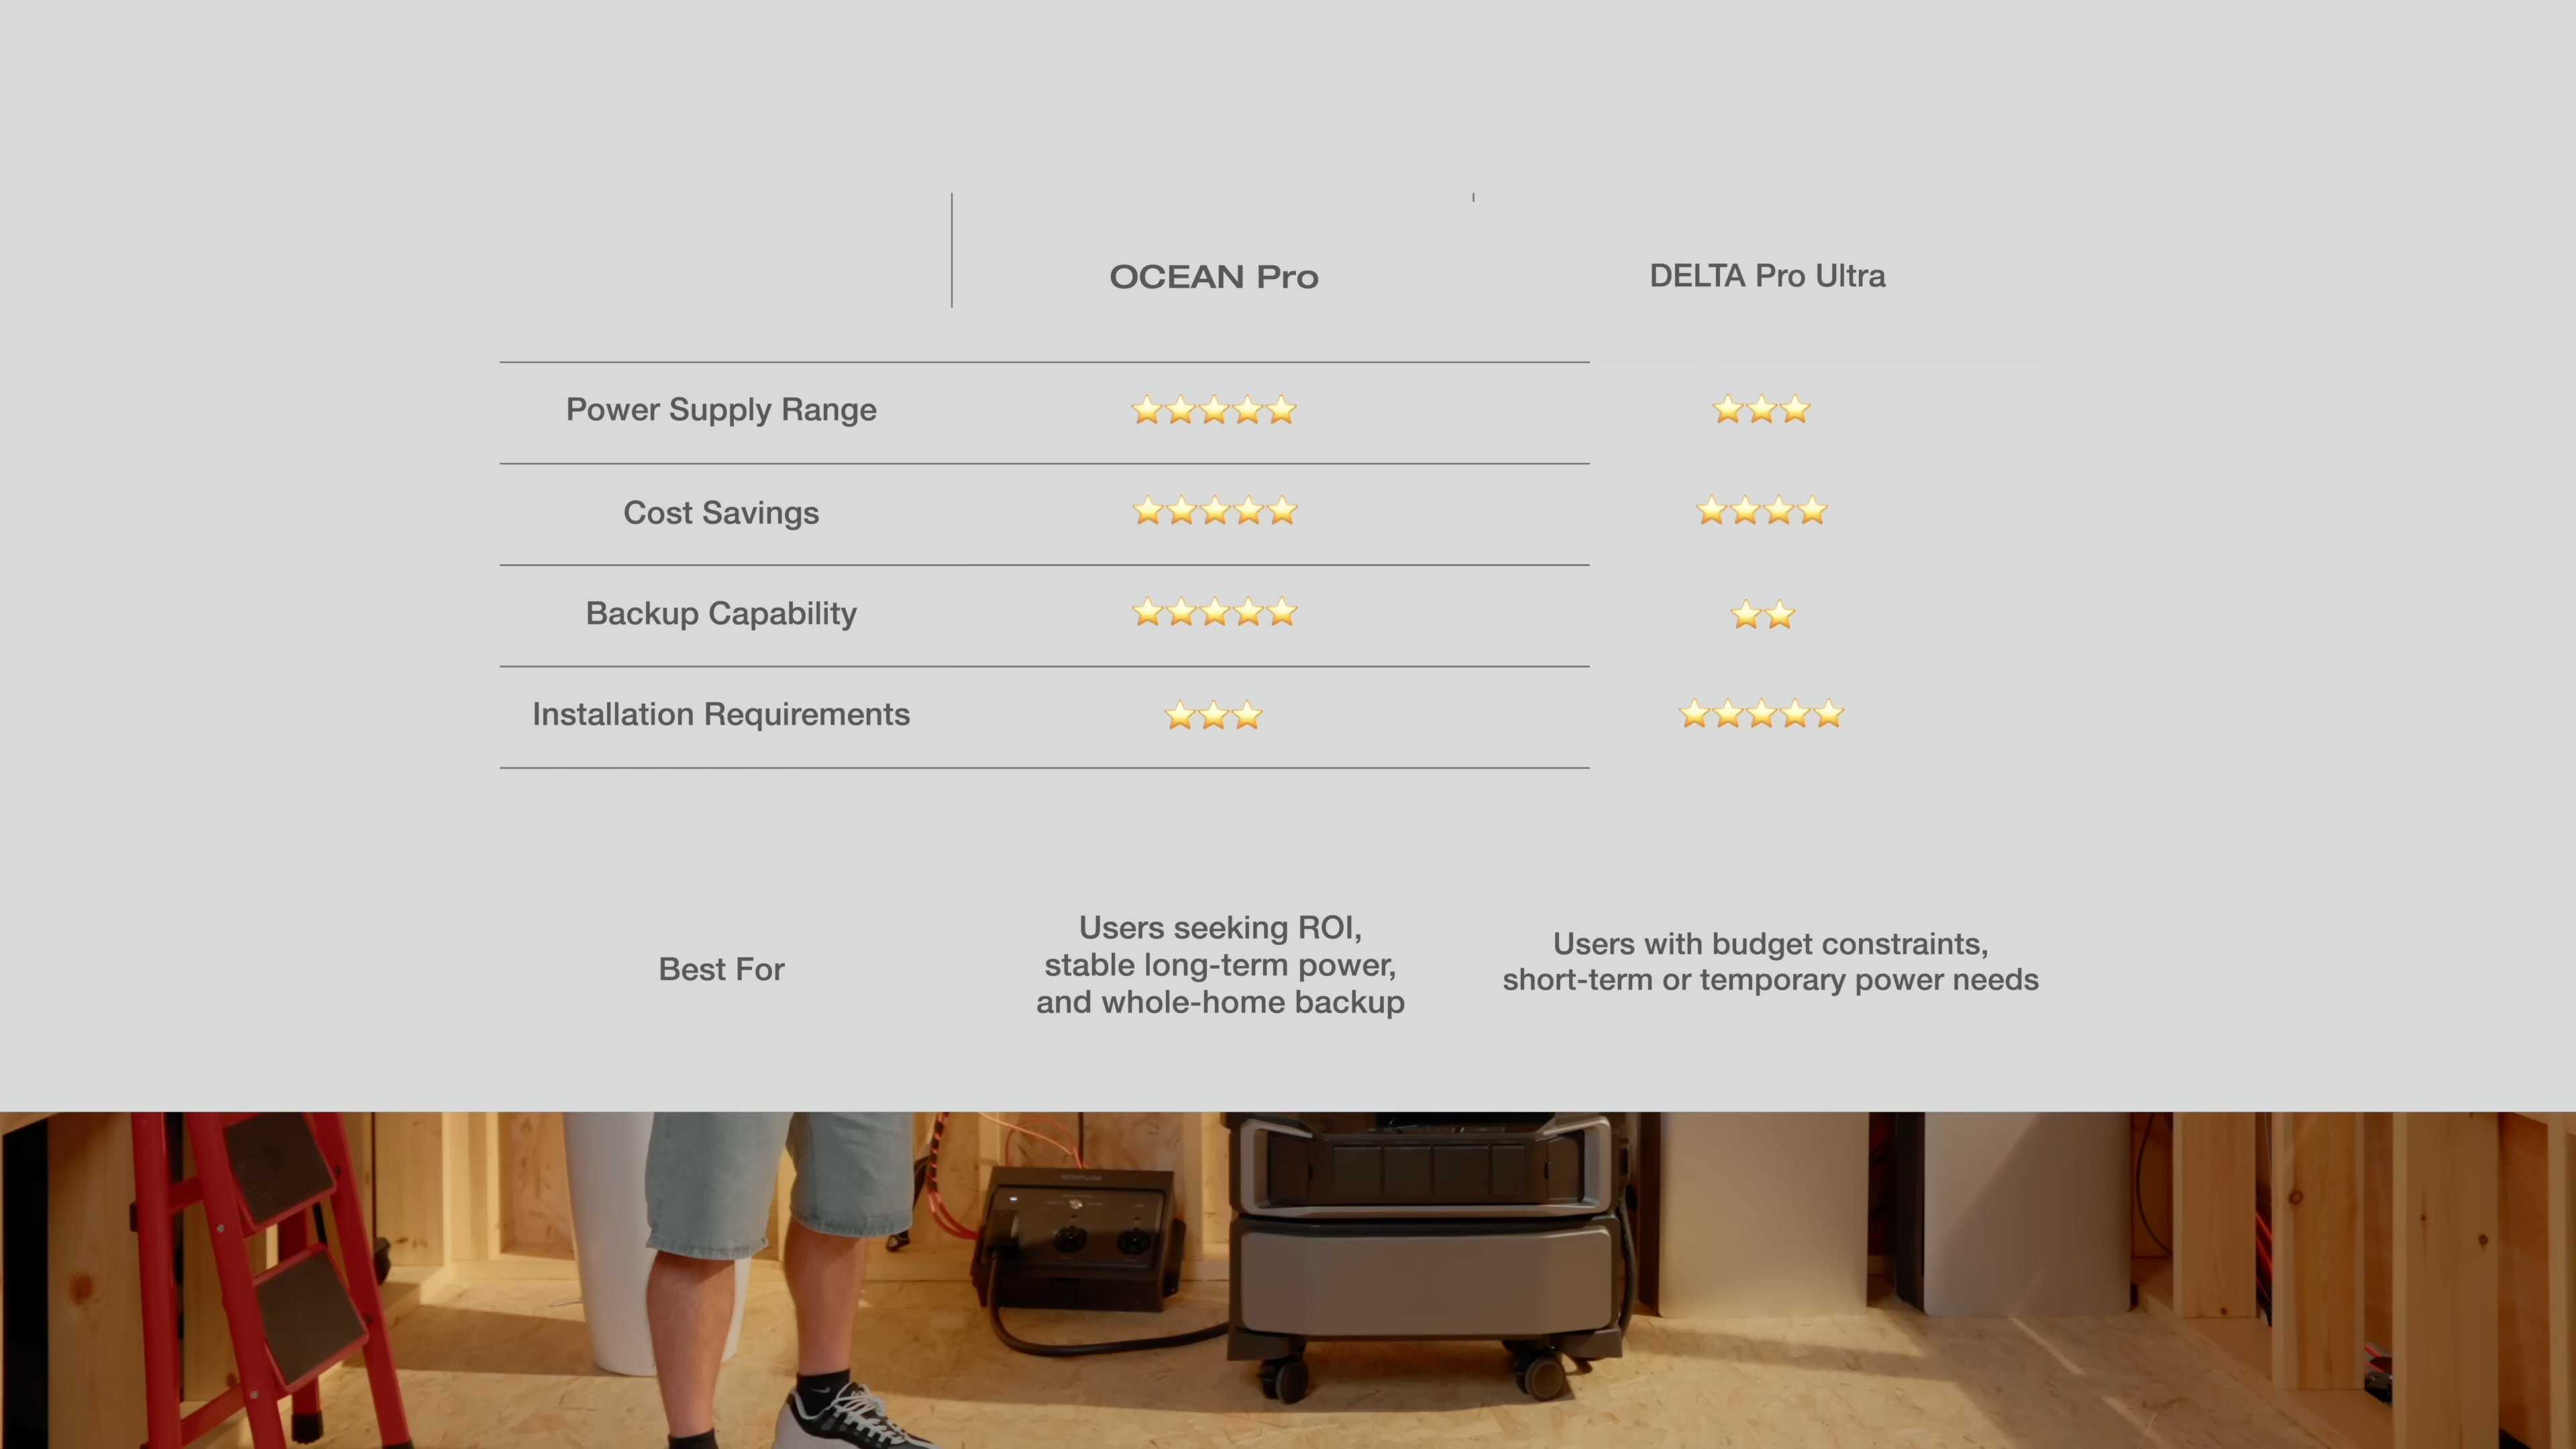 OCEAN Pro
DELTA Pro Ultra
Power Supply Range
⭐⭐⭐⭐⭐
⭐⭐⭐
Cost Savings
⭐⭐⭐⭐⭐
⭐⭐⭐⭐
Backup Capability
⭐⭐⭐⭐⭐
⭐⭐
Installation Requirements
⭐⭐⭐
⭐⭐⭐⭐⭐
Best For
Users seeking ROI,
stable long-term power,
and whole-home backup
Users with budget constraints,
short-term or temporary power needs